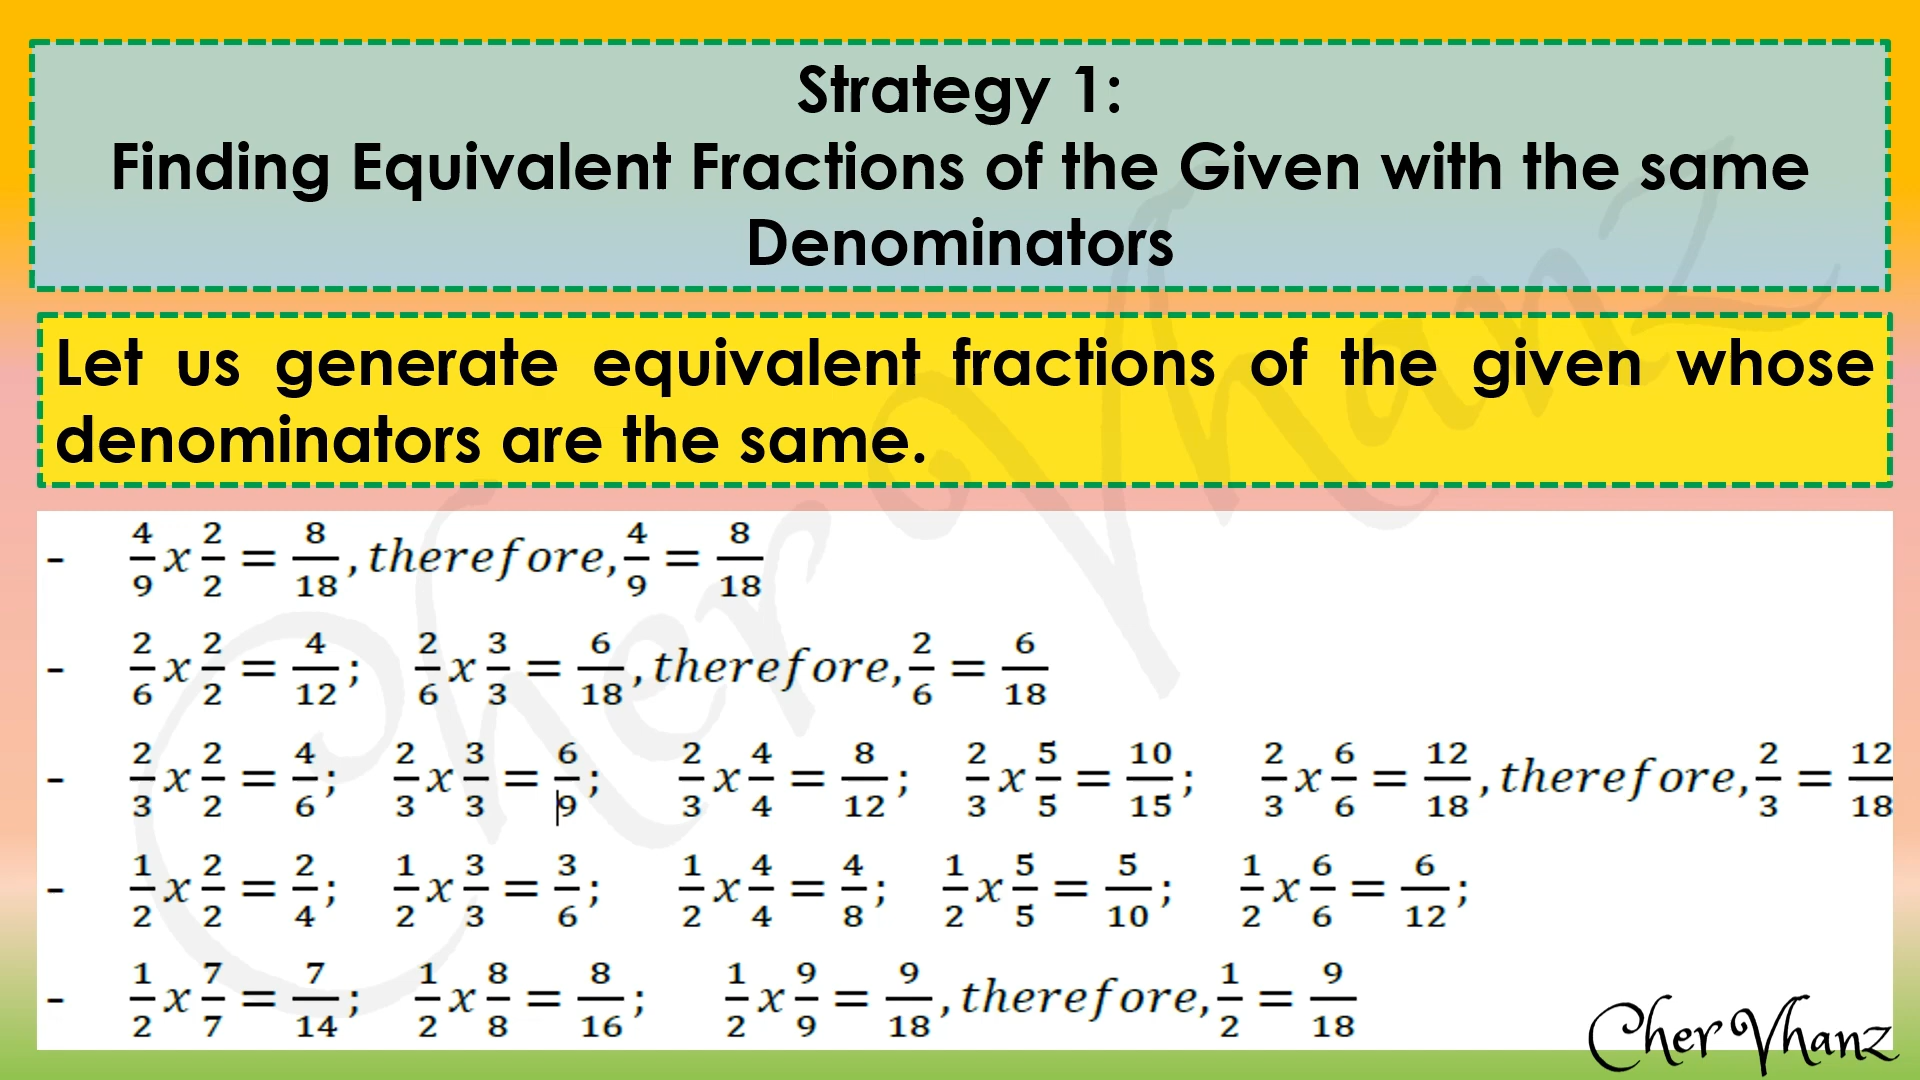 Strategy 1:
Finding Equivalent Fractions of the Given with the same
Denominators
Let us generate equivalent fractions of the given whose
denominators are the same.
- 4/9 x 2/2 = 8/18, therefore, 4/9 = 8/18
- 2/6 x 2/2 = 4/12; 2/6 x 3/3 = 6/18, therefore, 2/6 = 6/18
- 2/3 x 2/2 = 4/6; 2/3 x 3/3 = 6/9; 2/3 x 4/4 = 8/12; 2/3 x 5/5 = 10/15; 2/3 x 6/6 = 12/18, therefore, 2/3 = 12/18
- 1/2 x 2/2 = 2/4; 1/2 x 3/3 = 3/6; 1/2 x 4/4 = 4/8; 1/2 x 5/5 = 5/10; 1/2 x 6/6 = 6/12;
- 1/2 x 7/7 = 7/14; 1/2 x 8/8 = 8/16; 1/2 x 9/9 = 9/18, therefore, 1/2 = 9/18
Cher Vhanz
Cher Vhanz